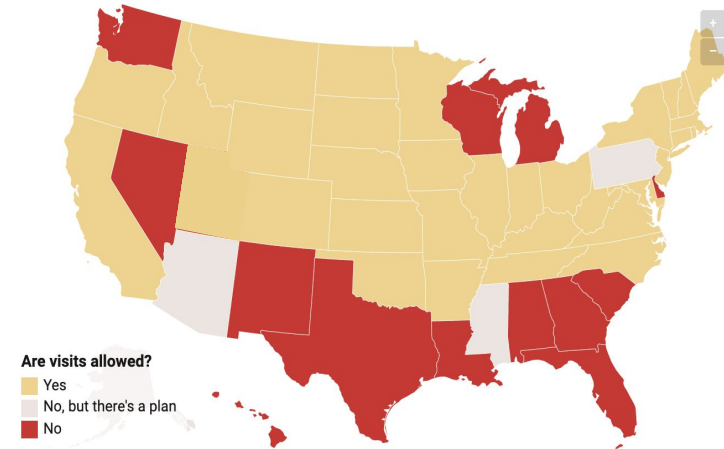 +
−
Are visits allowed?
Yes
No, but there's a plan
No